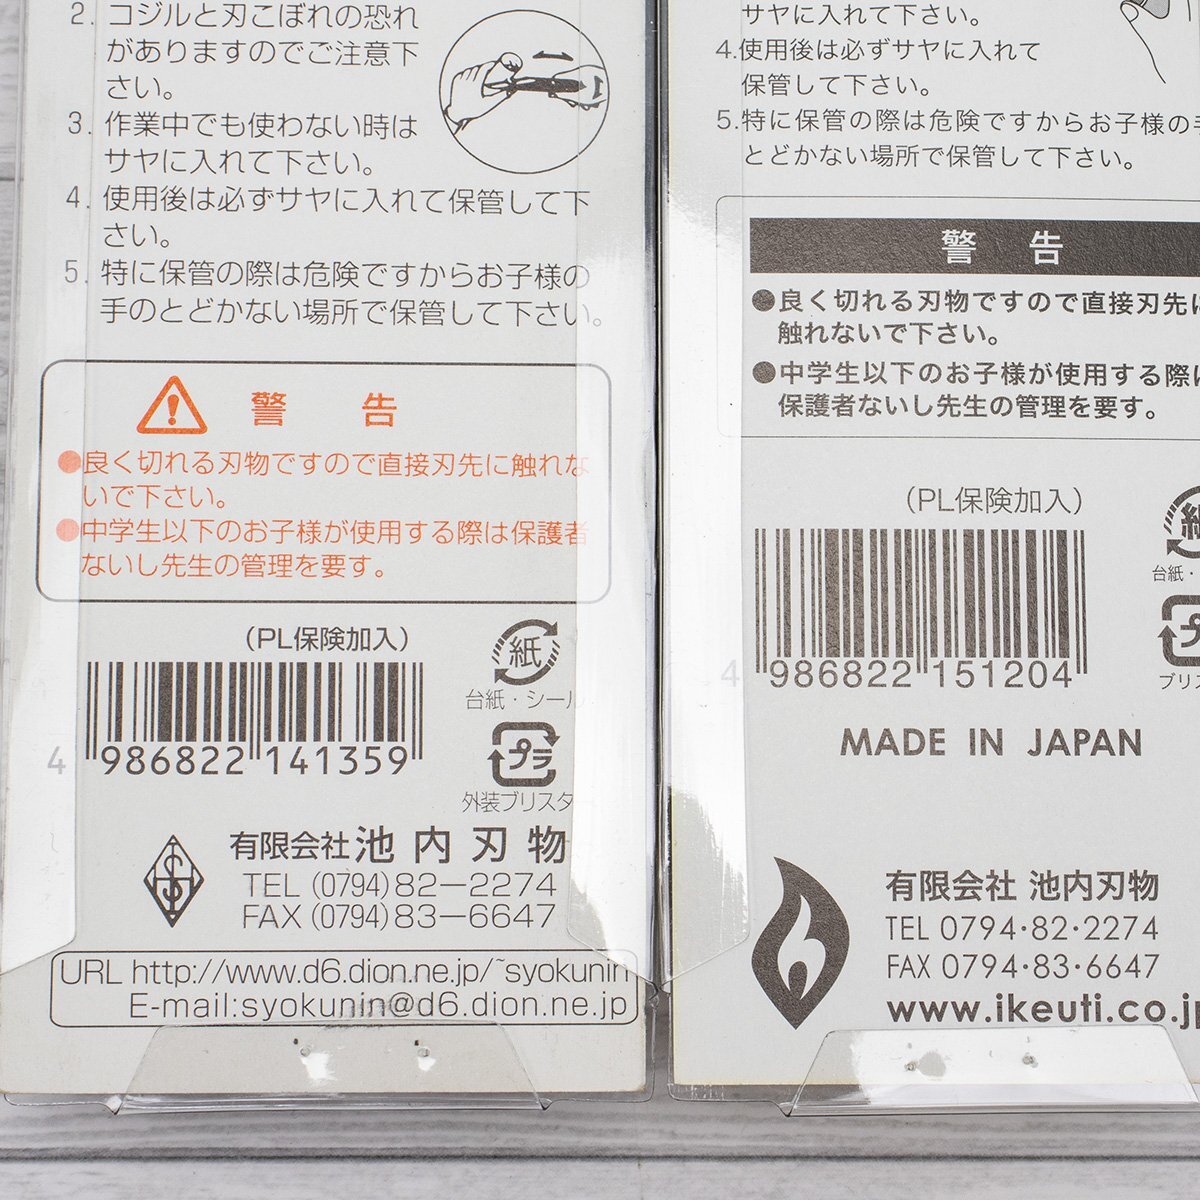 2. コジルと刃こぼれの恐れ
がありますのでご注意下
さい。
3. 作業中でも使わない時は
サヤに入れて下さい。
4. 使用後は必ずサヤに入れて保管して下
さい。
5. 特に保管の際は危険ですからお子様の
手のとどかない場所で保管して下さい。
警 告
●良く切れる刃物ですので直接刃先に触れな
いで下さい。
●中学生以下のお子様が使用する際は保護者
ないし先生の管理を要す。
(PL保険加入)
紙
台紙・シール
4 986822 141359
プラ
外装ブリスター
有限会社 池内刃物
TEL (0794) 82-2274
FAX (0794) 83-6647
URL http://www.d6.dion.ne.jp/~syokunin
E-mail:syokunin@d6.dion.ne.jp
サヤに入れて下さい。
4.使用後は必ずサヤに入れて
保管して下さい。
5.特に保管の際は危険ですからお子様の手
とどかない場所で保管して下さい。
警 告
●良く切れる刃物ですので直接刃先に
触れないで下さい。
●中学生以下のお子様が使用する際は
保護者ないし先生の管理を要す。
(PL保険加入)
紙
台紙・
4 986822 151204
プ
ブリス
MADE IN JAPAN
有限会社 池内刃物
TEL 0794·82·2274
FAX 0794·83·6647
www.ikeuti.co.jp